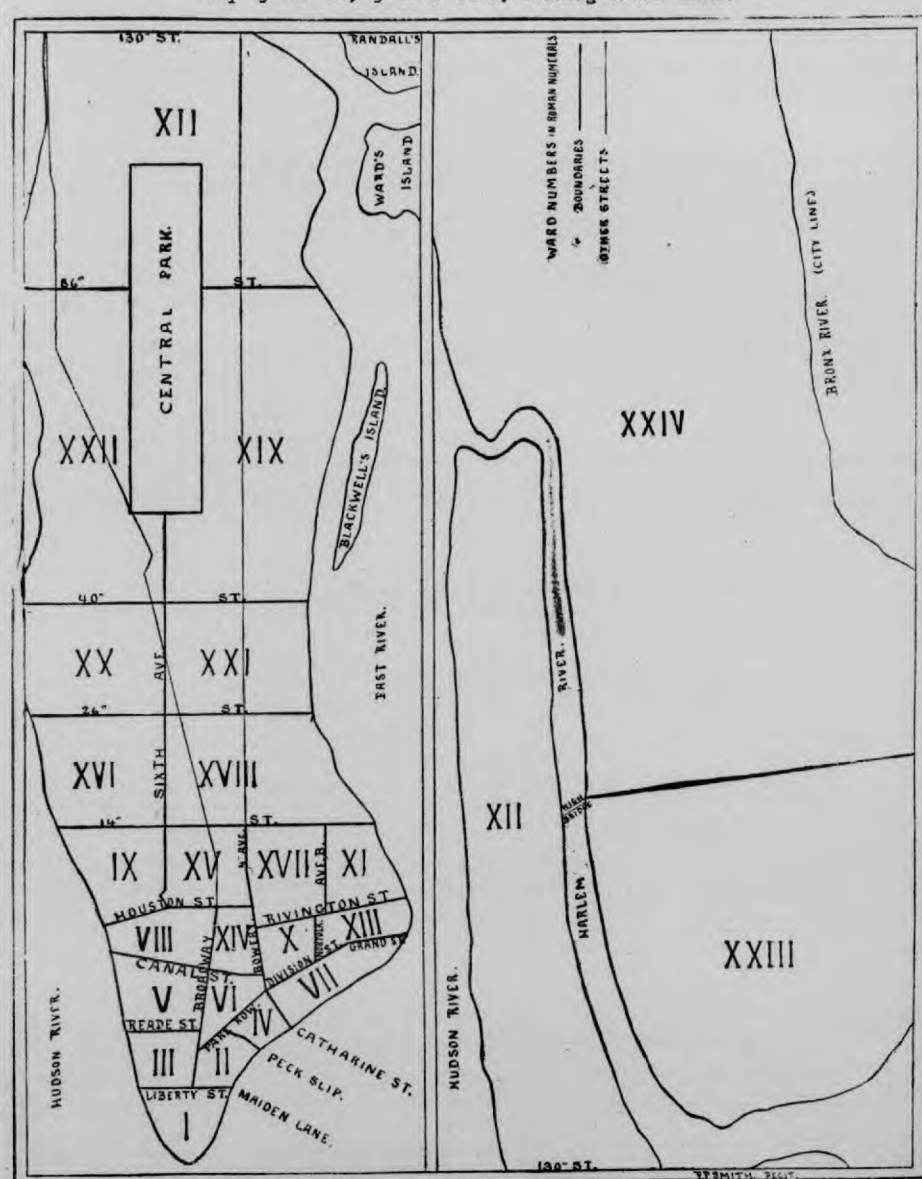 130" ST.
RANDALL'S
ISLAND.
XII
WARD'S
ISLAND
CENTRAL PARK.
86" ST.
XXII
XIX
BLACKWELL'S ISLAND.
40" ST.
XX
XXI
SIXTH AVE
EAST RIVER.
26" ST.
XVI
XVIII
14" ST.
IX
XV
4" AVE.
XVII
AVE. B.
XI
HOUSTON ST.
RIVINGTON ST
VIII
BROADWAY
XIV
BOWERY
X
NORFOLK
XIII
DIVISION ST.
GRAND ST.
CANAL ST.
V
VI
VII
READE ST.
PARK ROW.
IV
CATHARINE ST.
III
II
PECK SLIP.
LIBERTY ST.
MAIDEN LANE.
I
HUDSON RIVER.
WARD NUMBERS IN ROMAN NUMERALS
BOUNDARIES
OTHER STREETS
BRONX RIVER. (CITY LINE)
XXIV
HARLEM RIVER.
HIGH
BRIDGE
XII
XXIII
HUDSON RIVER.
130" ST.